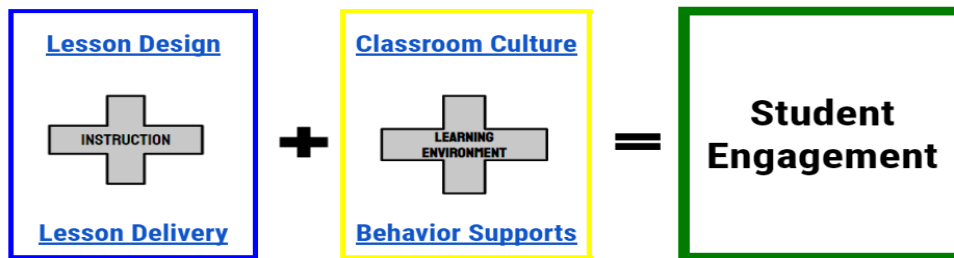 Lesson Design
INSTRUCTION
Lesson Delivery
+
Classroom Culture
LEARNING
ENVIRONMENT
Behavior Supports
=
Student
Engagement